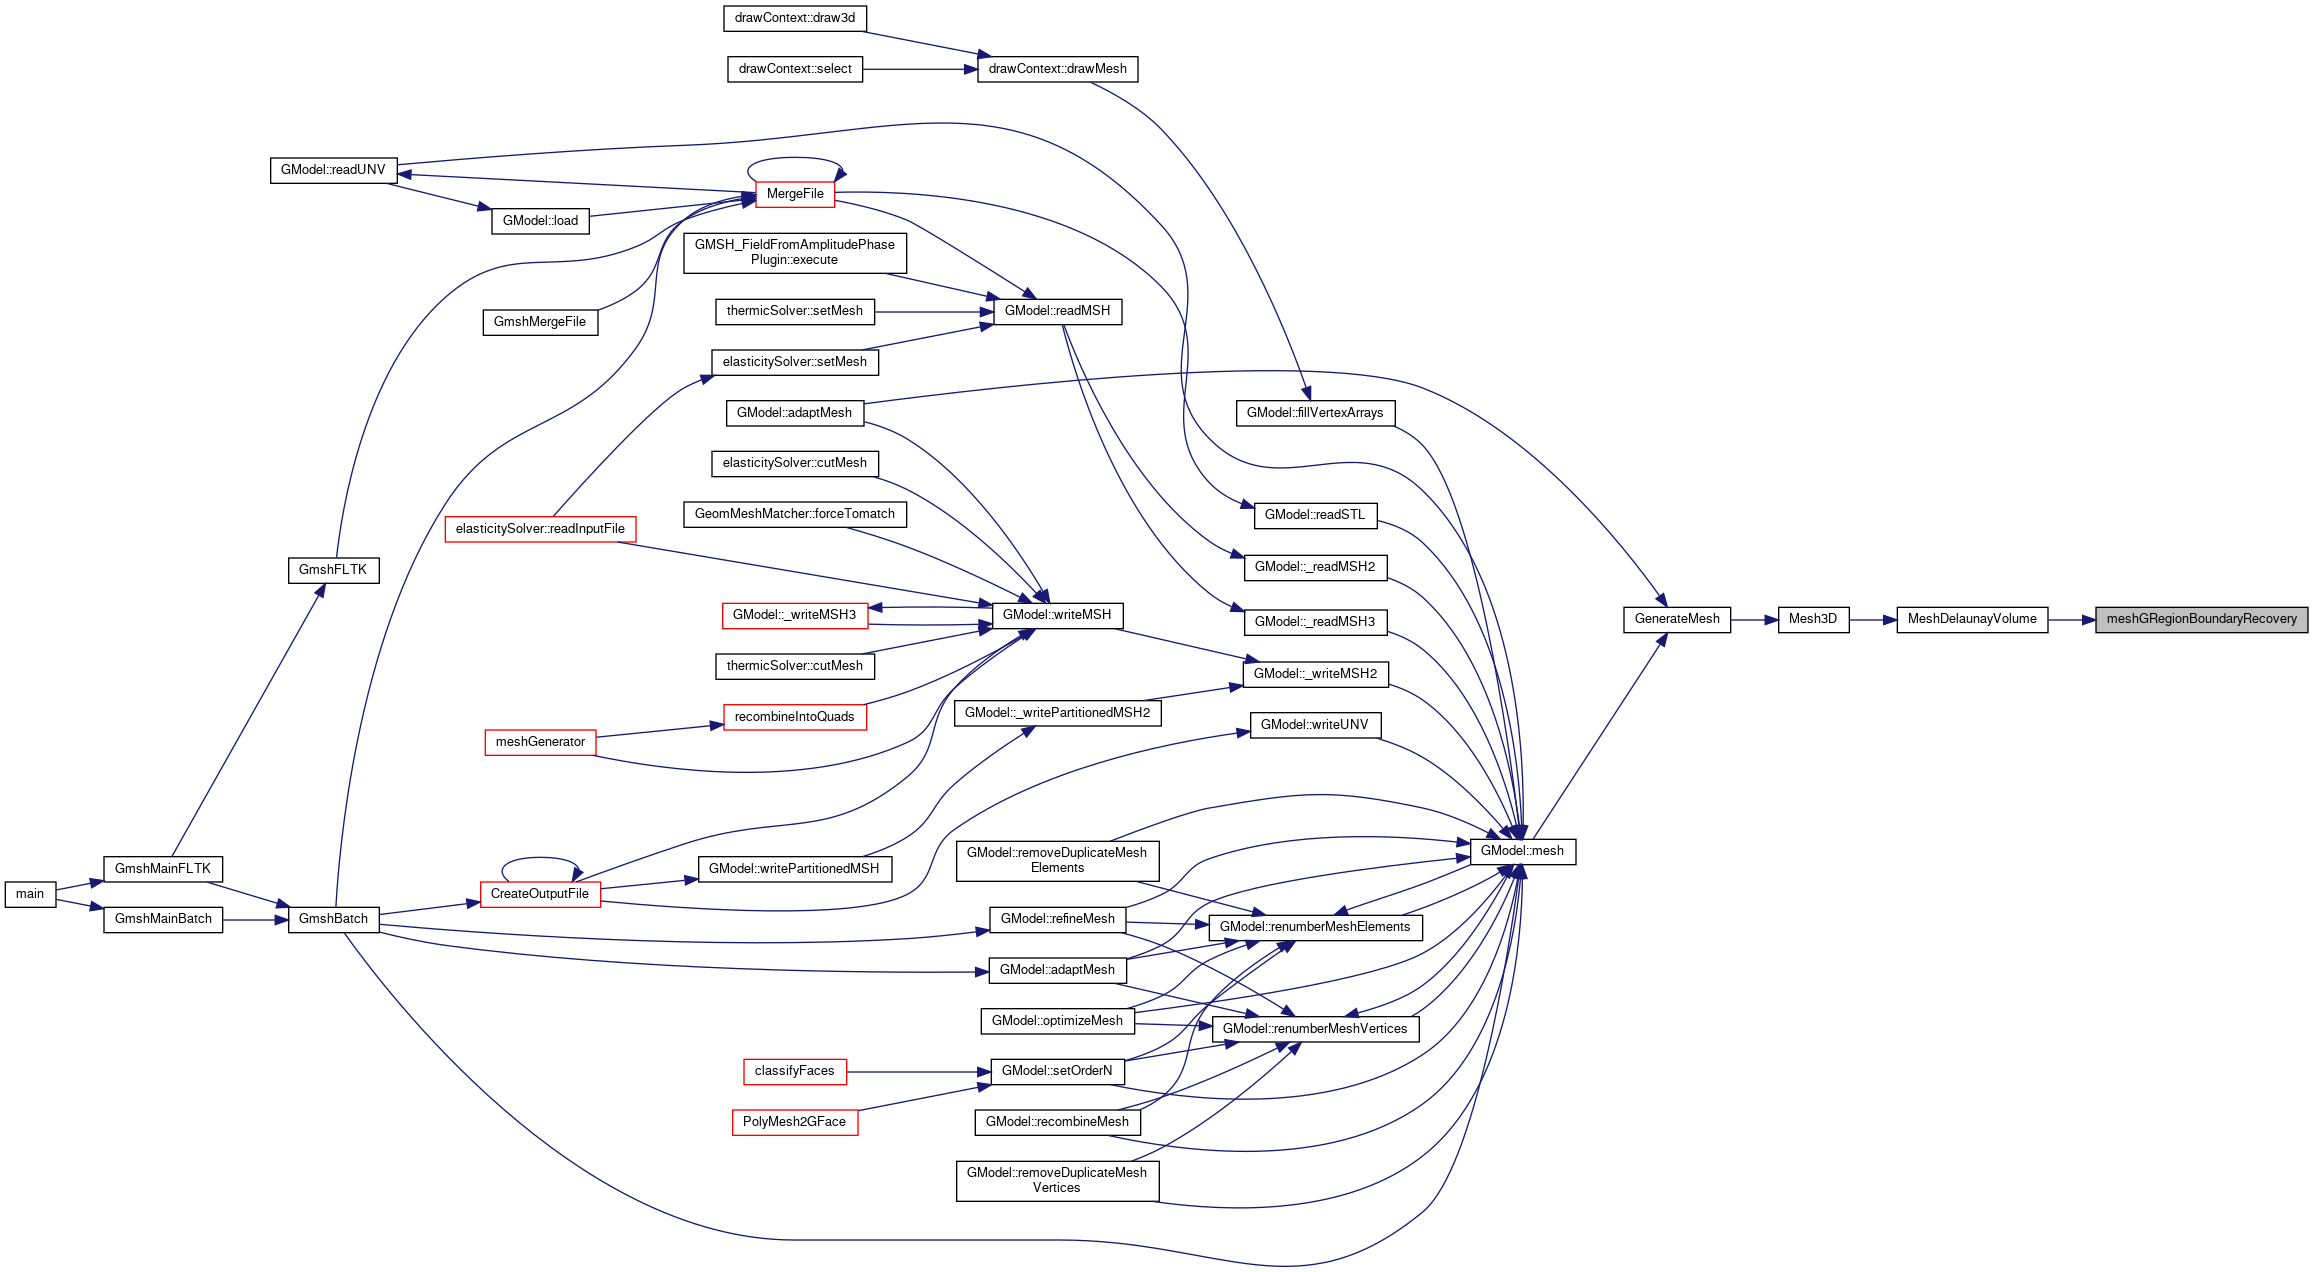 drawContext::draw3d
drawContext::select
drawContext::drawMesh
GModel::readUNV
MergeFile
GModel::load
GMSH_FieldFromAmplitudePhase
Plugin::execute
thermicSolver::setMesh
GModel::readMSH
GmshMergeFile
elasticitySolver::setMesh
GModel::adaptMesh
GModel::fillVertexArrays
elasticitySolver::cutMesh
GeomMeshMatcher::forceTomatch
GModel::readSTL
elasticitySolver::readInputFile
GmshFLTK
GModel::_readMSH2
GModel::_writeMSH3
GModel::writeMSH
GModel::_readMSH3
GenerateMesh
Mesh3D
MeshDelaunayVolume
meshGRegionBoundaryRecovery
thermicSolver::cutMesh
GModel::_writeMSH2
recombineIntoQuads
GModel::_writePartitionedMSH2
GModel::writeUNV
meshGenerator
GModel::removeDuplicateMesh
Elements
GModel::mesh
GmshMainFLTK
GModel::writePartitionedMSH
main
CreateOutputFile
GmshMainBatch
GmshBatch
GModel::refineMesh
GModel::renumberMeshElements
GModel::adaptMesh
GModel::optimizeMesh
GModel::renumberMeshVertices
classifyFaces
GModel::setOrderN
PolyMesh2GFace
GModel::recombineMesh
GModel::removeDuplicateMesh
Vertices